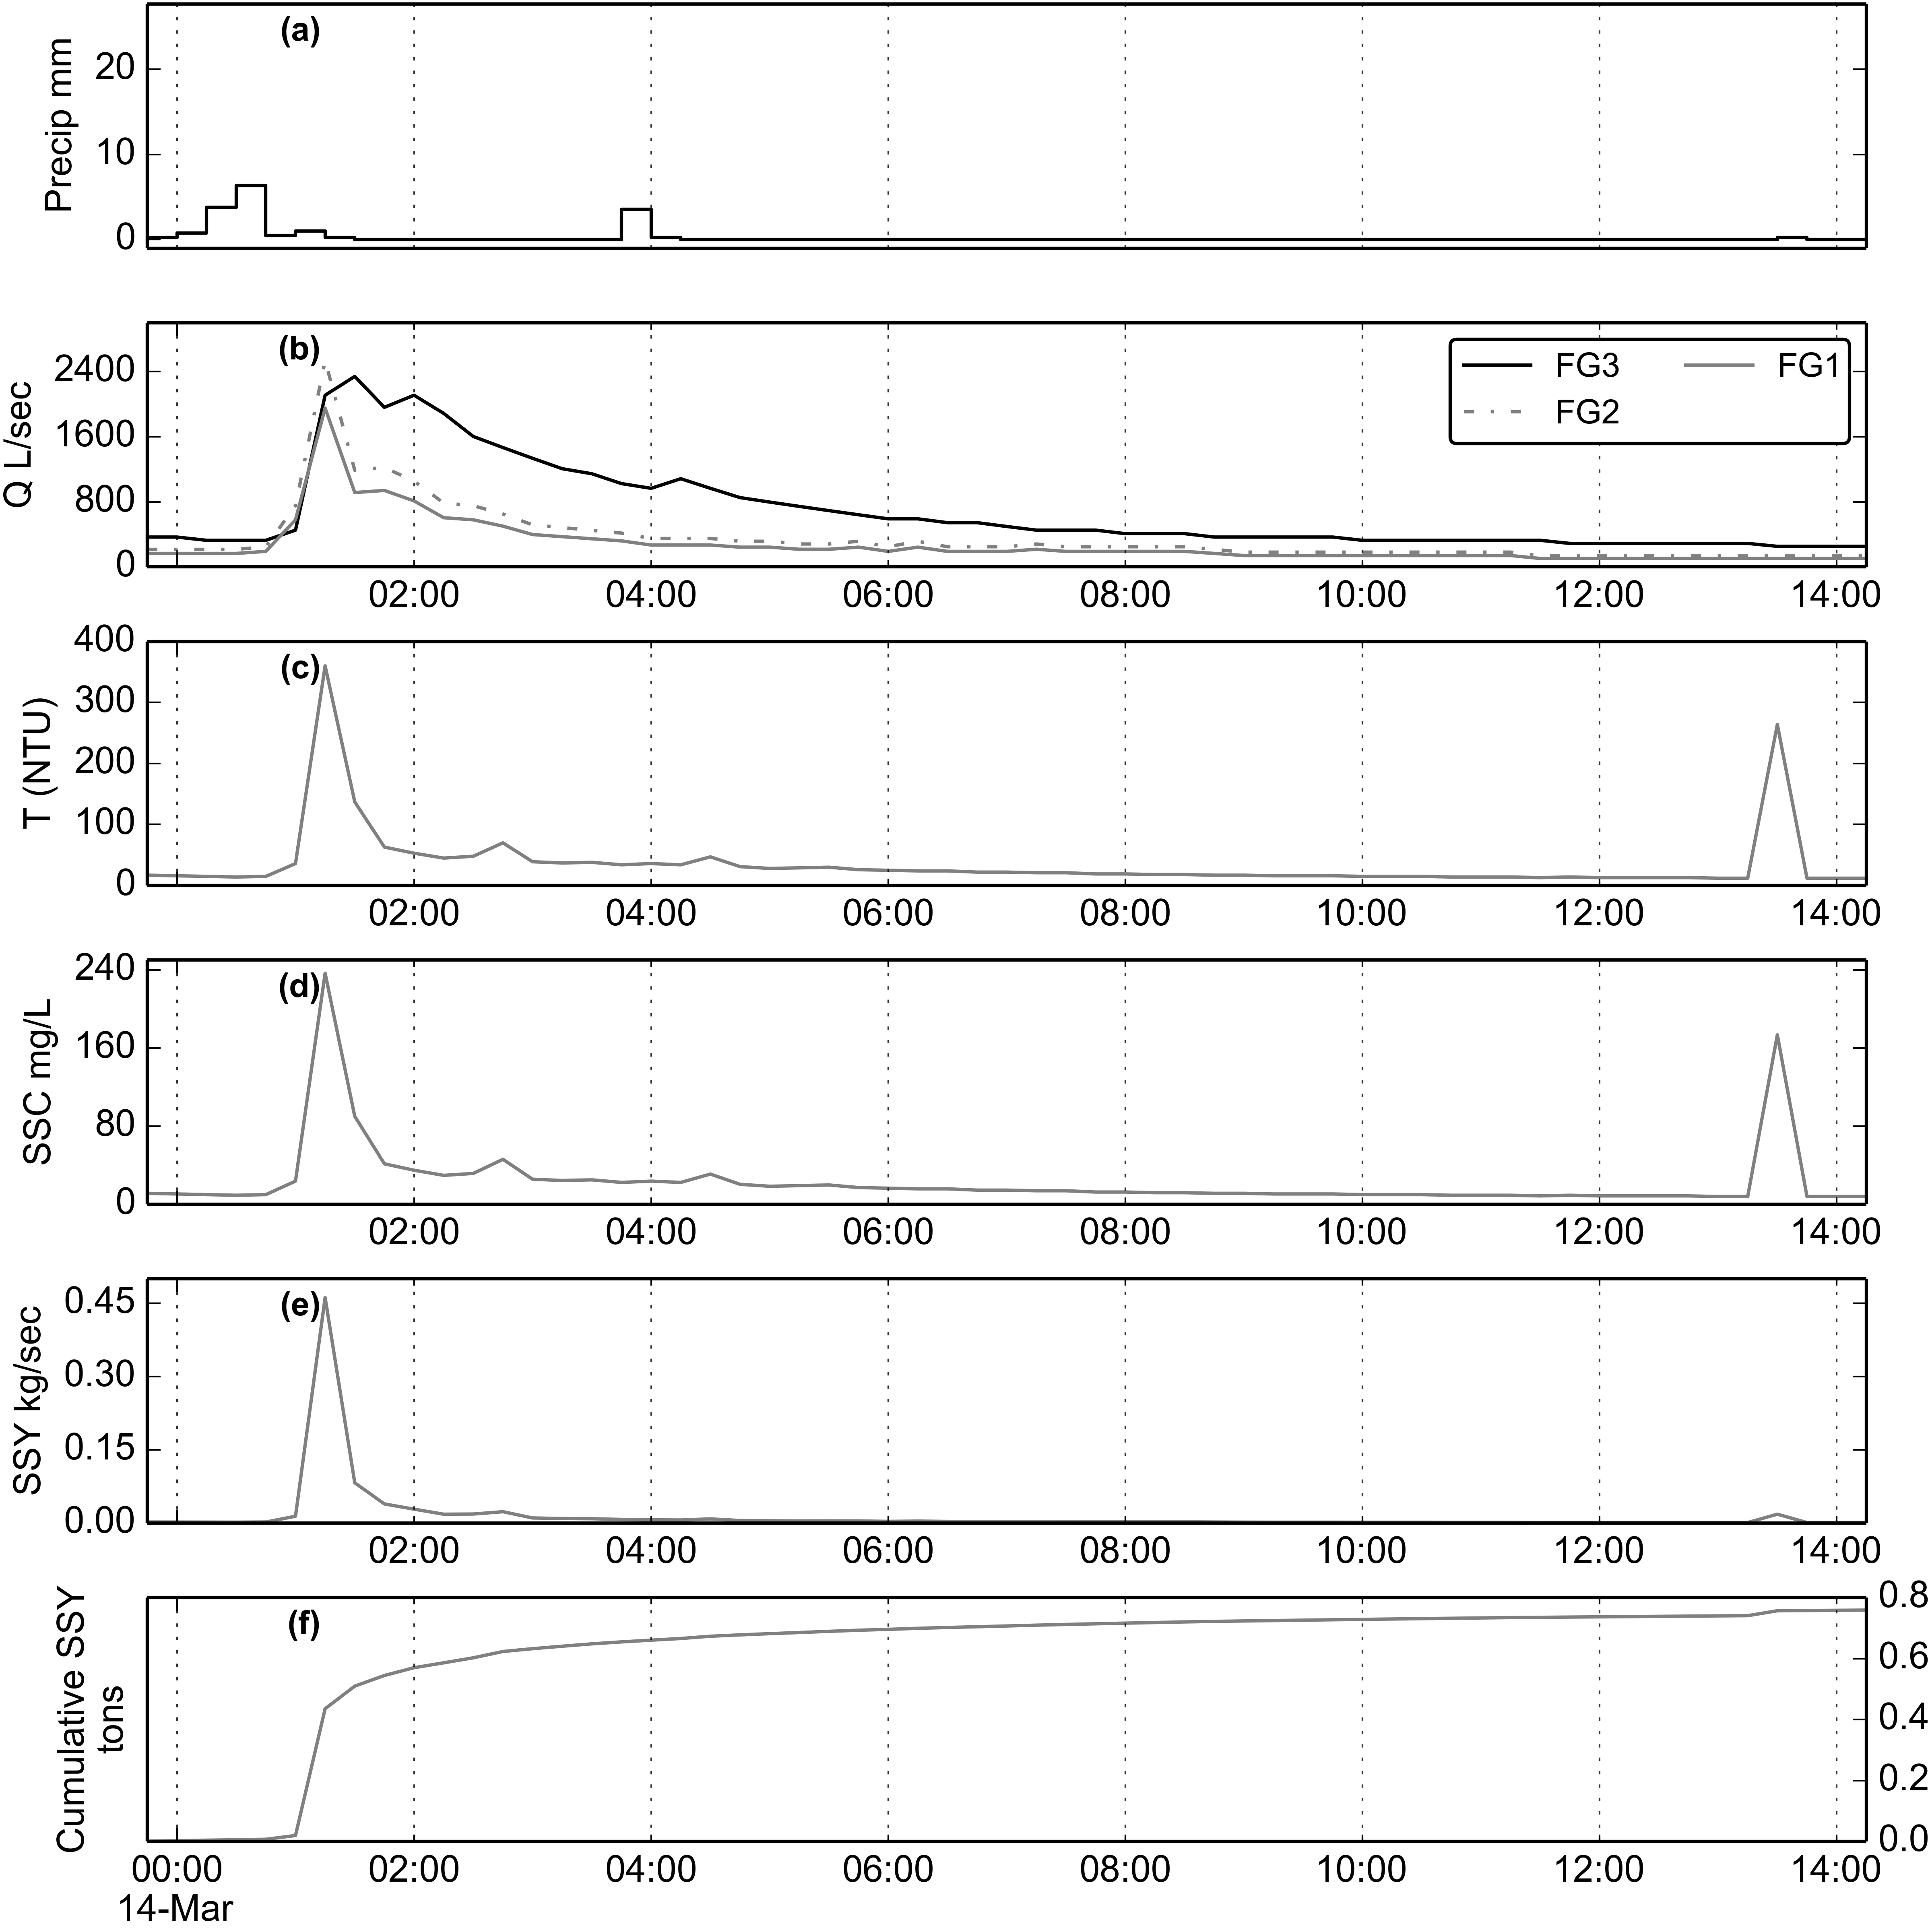 (a)
Precip mm
20
10
0
(b)
Q L/sec
2400
1600
800
0
FG3
FG1
FG2
02:00 04:00 06:00 08:00 10:00 12:00 14:00
(c)
T (NTU)
400
300
200
100
0
02:00 04:00 06:00 08:00 10:00 12:00 14:00
(d)
SSC mg/L
240
160
80
0
02:00 04:00 06:00 08:00 10:00 12:00 14:00
(e)
SSY kg/sec
0.45
0.30
0.15
0.00
02:00 04:00 06:00 08:00 10:00 12:00 14:00
(f)
Cumulative SSY
tons
0.8
0.6
0.4
0.2
0.0
00:00 02:00 04:00 06:00 08:00 10:00 12:00 14:00
14-Mar